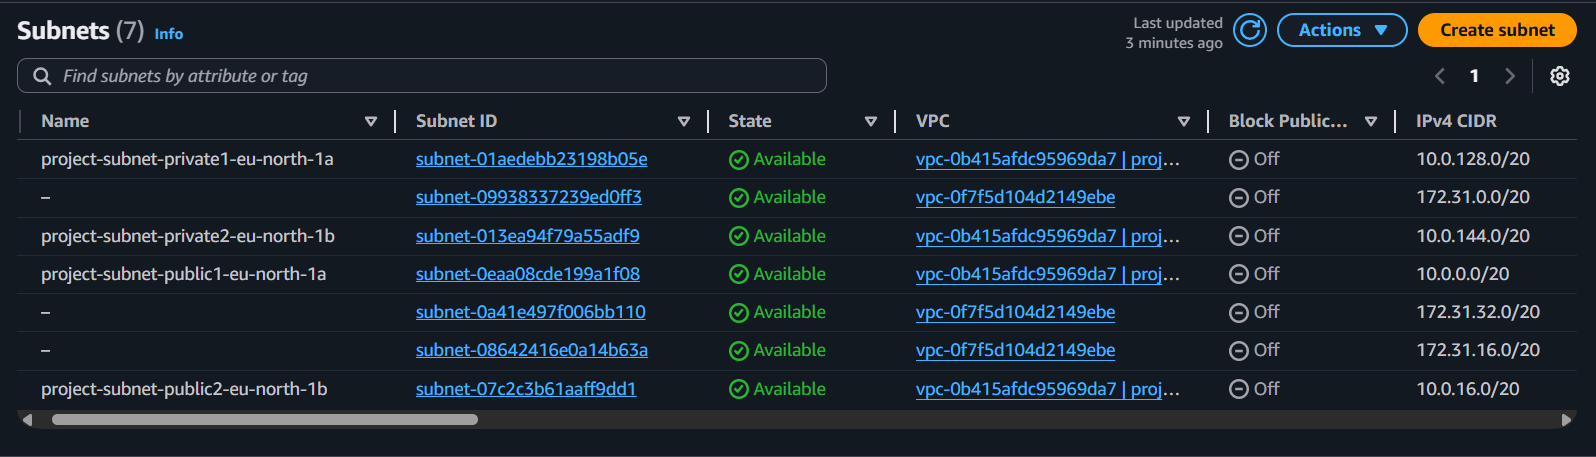 Subnets (7) Info
Last updated
3 minutes ago
Actions
Create subnet
Find subnets by attribute or tag
1
Name Subnet ID State VPC Block Public... IPv4 CIDR
project-subnet-private1-eu-north-1a subnet-01aedebb23198b05e Available vpc-0b415afdc95969da7 | proj... Off 10.0.128.0/20
– subnet-09938337239ed0ff3 Available vpc-0f7f5d104d2149ebe Off 172.31.0.0/20
project-subnet-private2-eu-north-1b subnet-013ea94f79a55adf9 Available vpc-0b415afdc95969da7 | proj... Off 10.0.144.0/20
project-subnet-public1-eu-north-1a subnet-0eaa08cde199a1f08 Available vpc-0b415afdc95969da7 | proj... Off 10.0.0.0/20
– subnet-0a41e497f006bb110 Available vpc-0f7f5d104d2149ebe Off 172.31.32.0/20
– subnet-08642416e0a14b63a Available vpc-0f7f5d104d2149ebe Off 172.31.16.0/20
project-subnet-public2-eu-north-1b subnet-07c2c3b61aaff9dd1 Available vpc-0b415afdc95969da7 | proj... Off 10.0.16.0/20